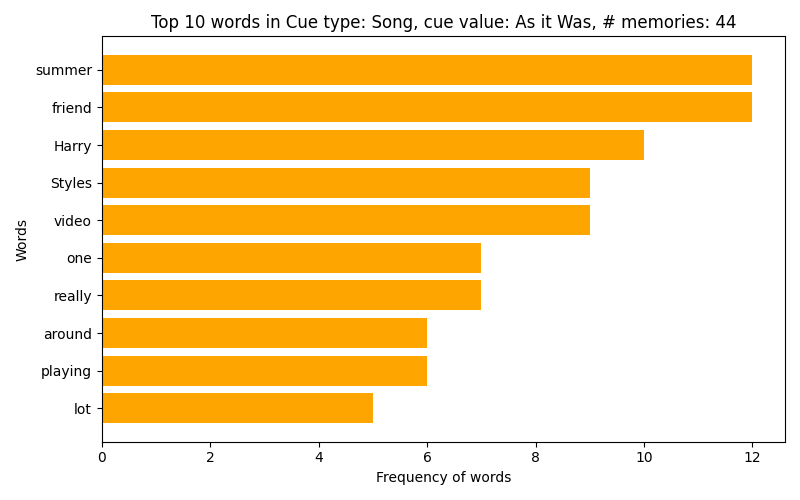 Top 10 words in Cue type: Song, cue value: As it Was, # memories: 44
summer
friend
Harry
Styles
video
one
really
around
playing
lot
Words
0 2 4 6 8 10 12
Frequency of words